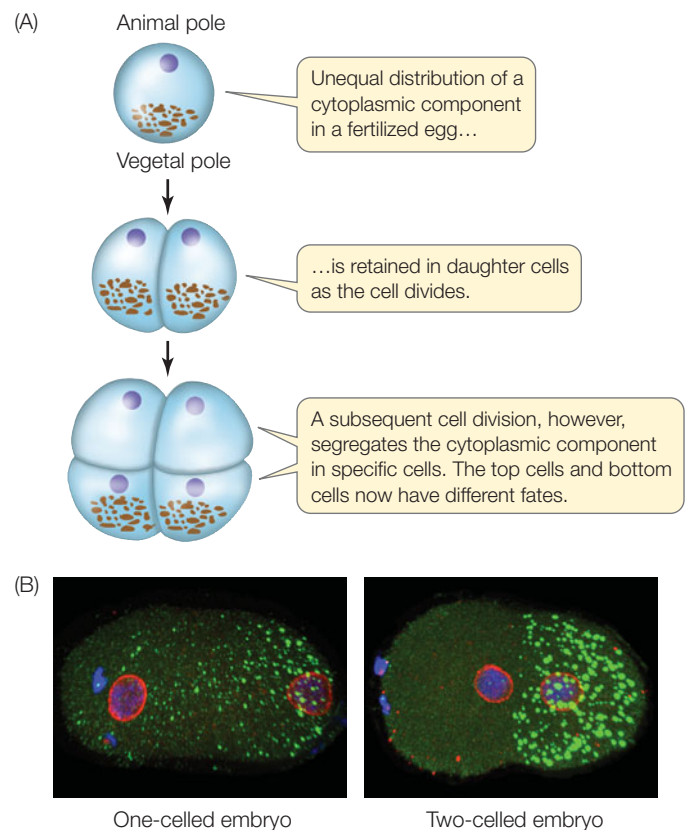 (A)
Animal pole
Unequal distribution of a
cytoplasmic component
in a fertilized egg…
Vegetal pole
…is retained in daughter cells
as the cell divides.
A subsequent cell division, however,
segregates the cytoplasmic component
in specific cells. The top cells and bottom
cells now have different fates.
(B)
One-celled embryo
Two-celled embryo